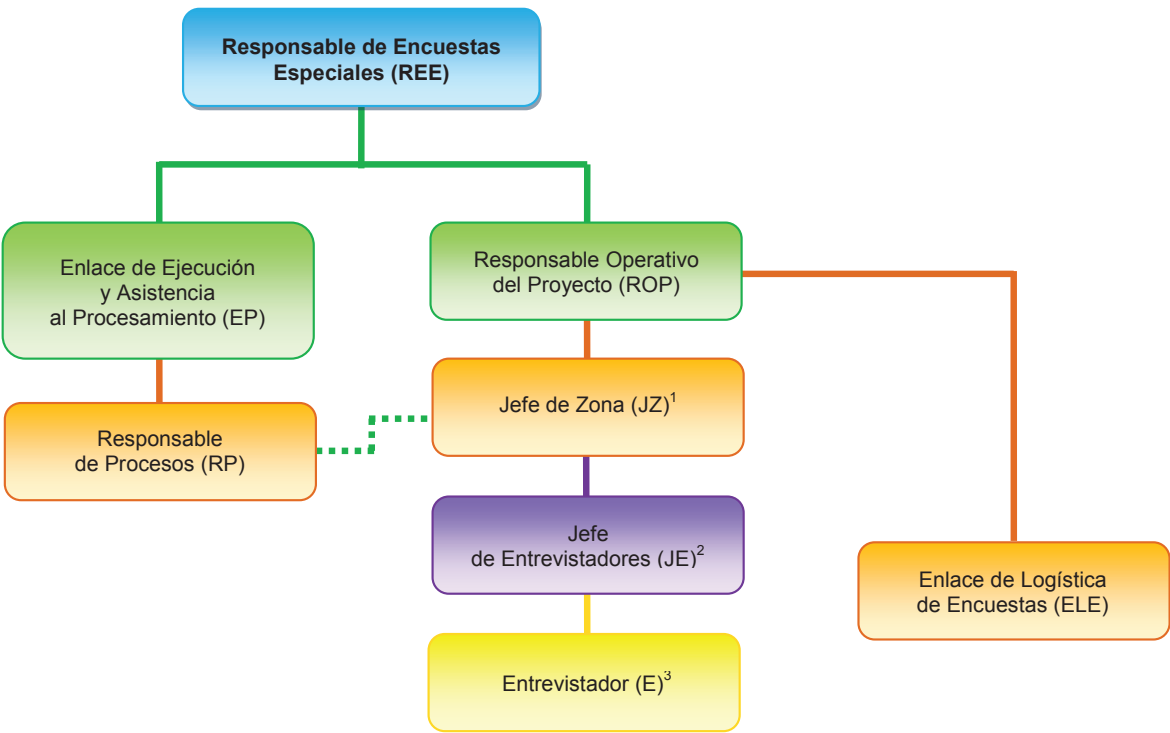 Responsable de Encuestas
Especiales (REE)
Enlace de Ejecución
y Asistencia
al Procesamiento (EP)
Responsable Operativo
del Proyecto (ROP)
Jefe de Zona (JZ)¹
Responsable
de Procesos (RP)
Jefe
de Entrevistadores (JE)²
Enlace de Logística
de Encuestas (ELE)
Entrevistador (E)³